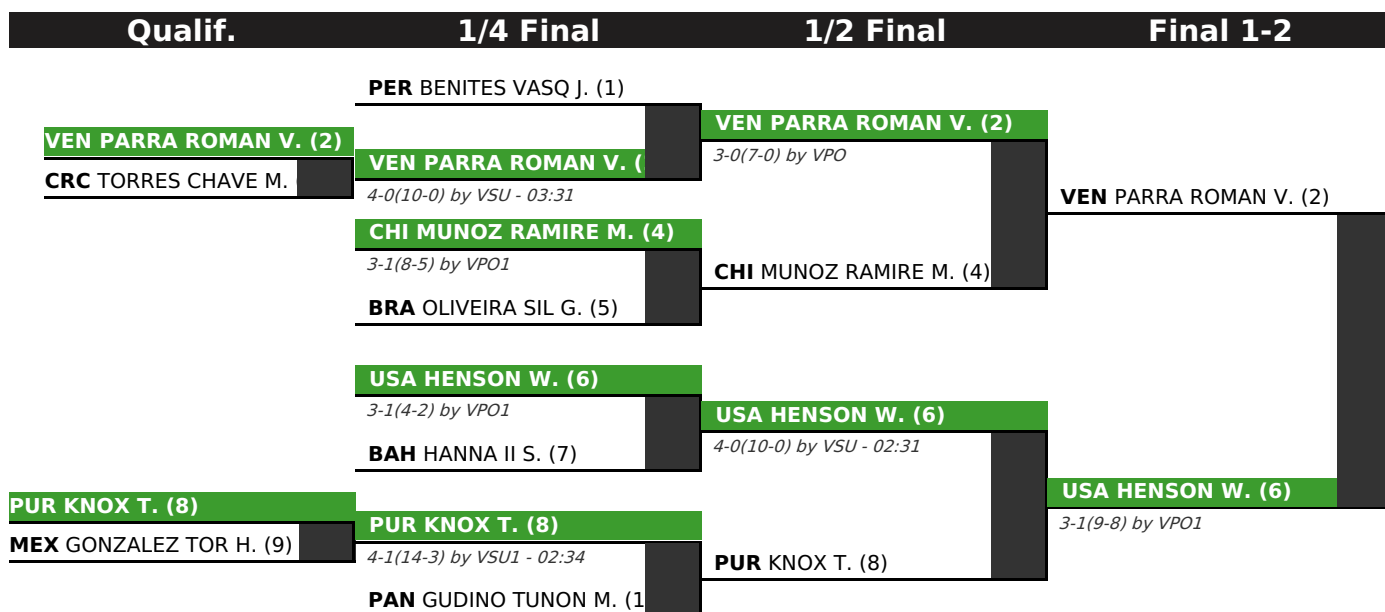 Qualif. 1/4 Final 1/2 Final Final 1-2
PER BENITES VASQ J. (1)
VEN PARRA ROMAN V. (2)
3-0(7-0) by VPO
VEN PARRA ROMAN V. (2)
CRC TORRES CHAVE M.
VEN PARRA ROMAN V. (
4-0(10-0) by VSU - 03:31
VEN PARRA ROMAN V. (2)
CHI MUNOZ RAMIRE M. (4)
3-1(8-5) by VPO1
CHI MUNOZ RAMIRE M. (4)
BRA OLIVEIRA SIL G. (5)
USA HENSON W. (6)
3-1(4-2) by VPO1
USA HENSON W. (6)
4-0(10-0) by VSU - 02:31
BAH HANNA II S. (7)
USA HENSON W. (6)
3-1(9-8) by VPO1
PUR KNOX T. (8)
MEX GONZALEZ TOR H. (9)
PUR KNOX T. (8)
4-1(14-3) by VSU1 - 02:34
PUR KNOX T. (8)
PAN GUDINO TUNON M. (1